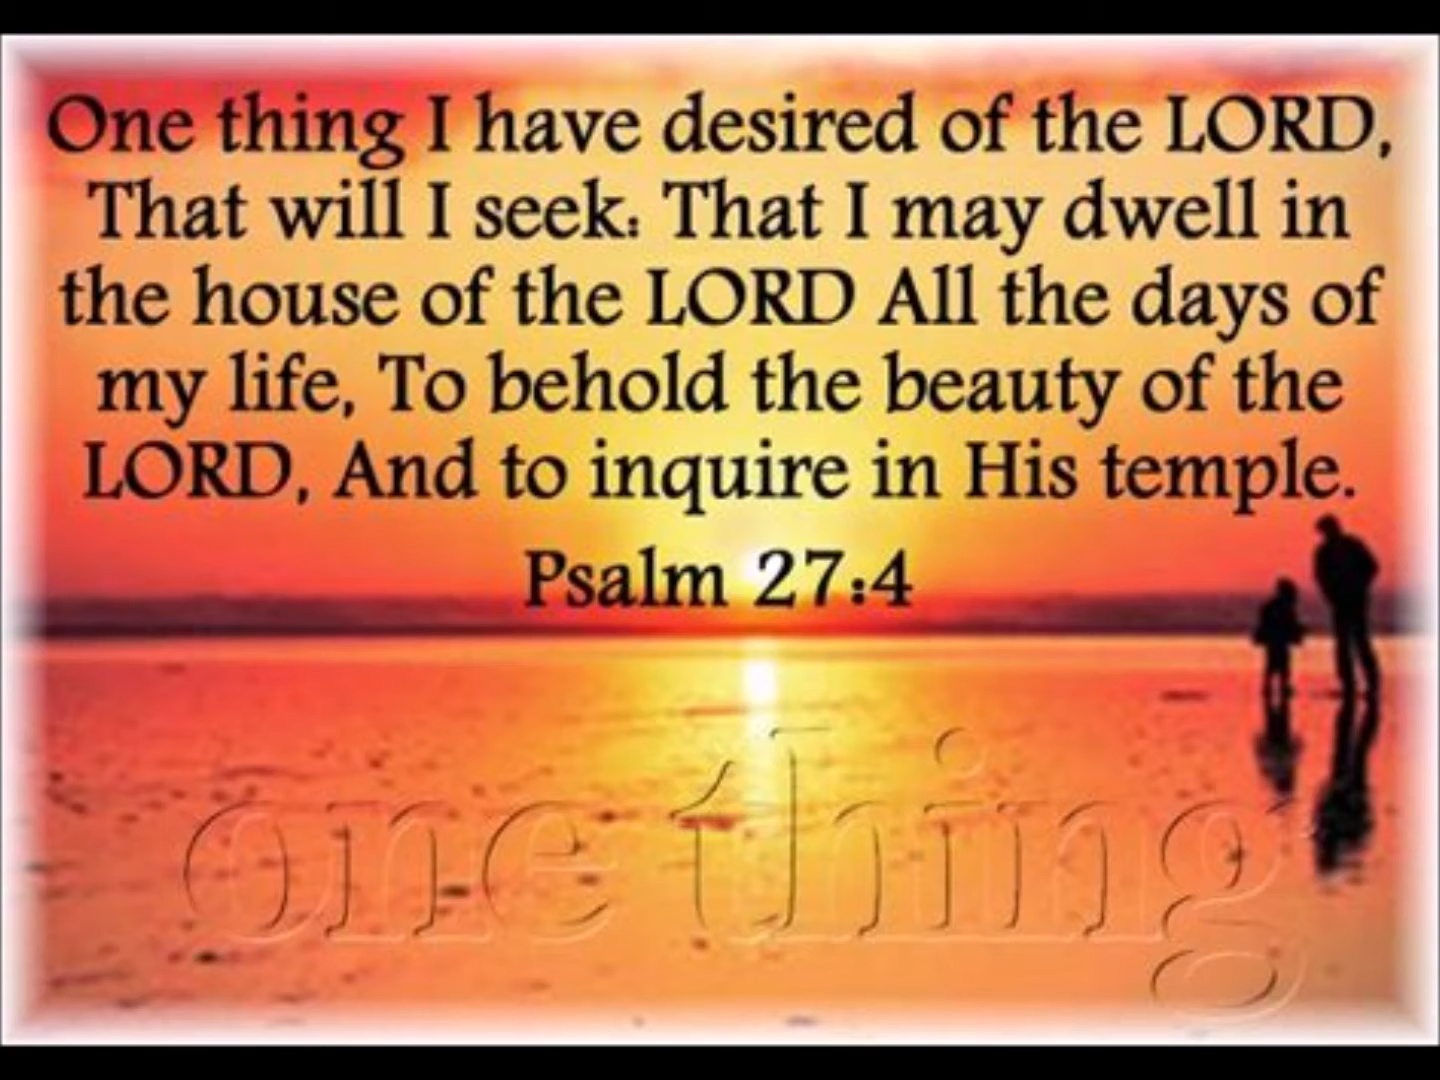 One thing I have desired of the LORD,
That will I seek: That I may dwell in
the house of the LORD All the days of
my life, To behold the beauty of the
LORD, And to inquire in His temple.
Psalm 27:4
one thing